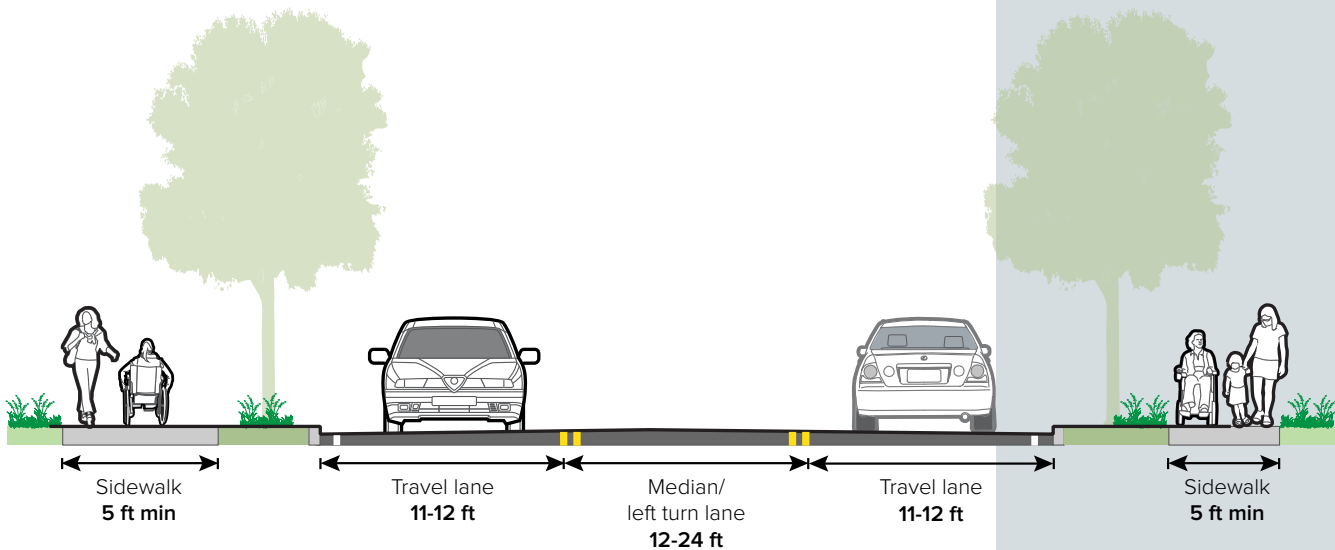 Sidewalk
5 ft min
Travel lane
11-12 ft
Median/
left turn lane
12-24 ft
Travel lane
11-12 ft
Sidewalk
5 ft min